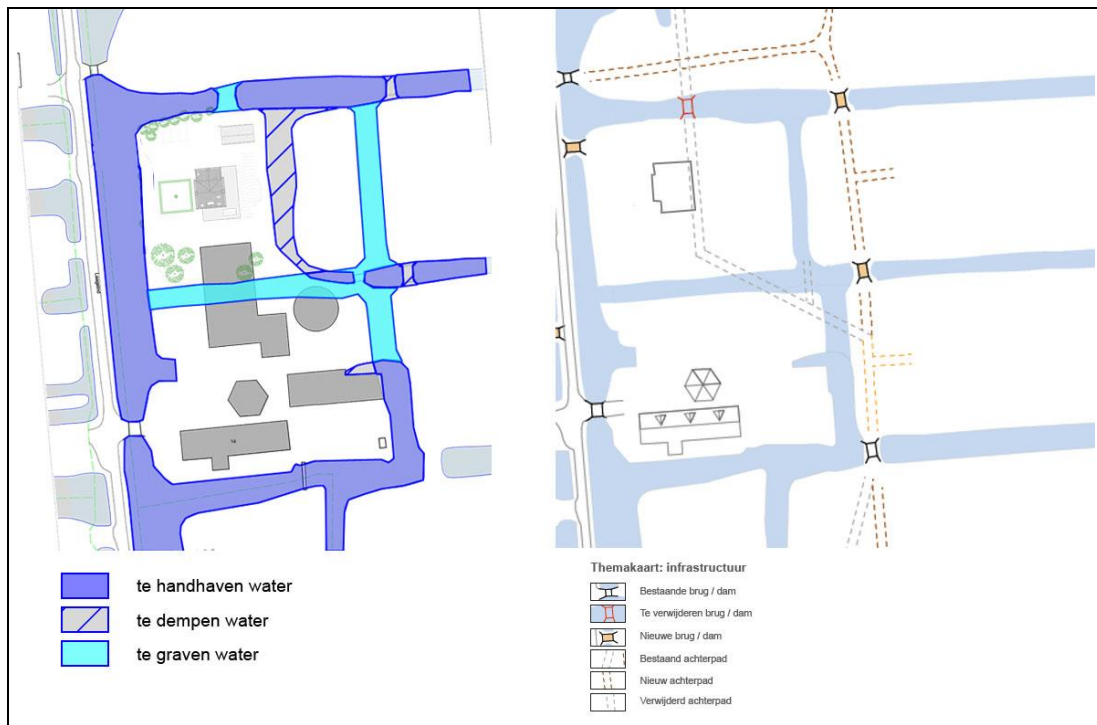 te handhaven water
te dempen water
te graven water
Themakaart: infrastructuur
Bestaande brug / dam
Te verwijderen brug / dam
Nieuwe brug / dam
Bestaand achterpad
Nieuw achterpad
Verwijderd achterpad